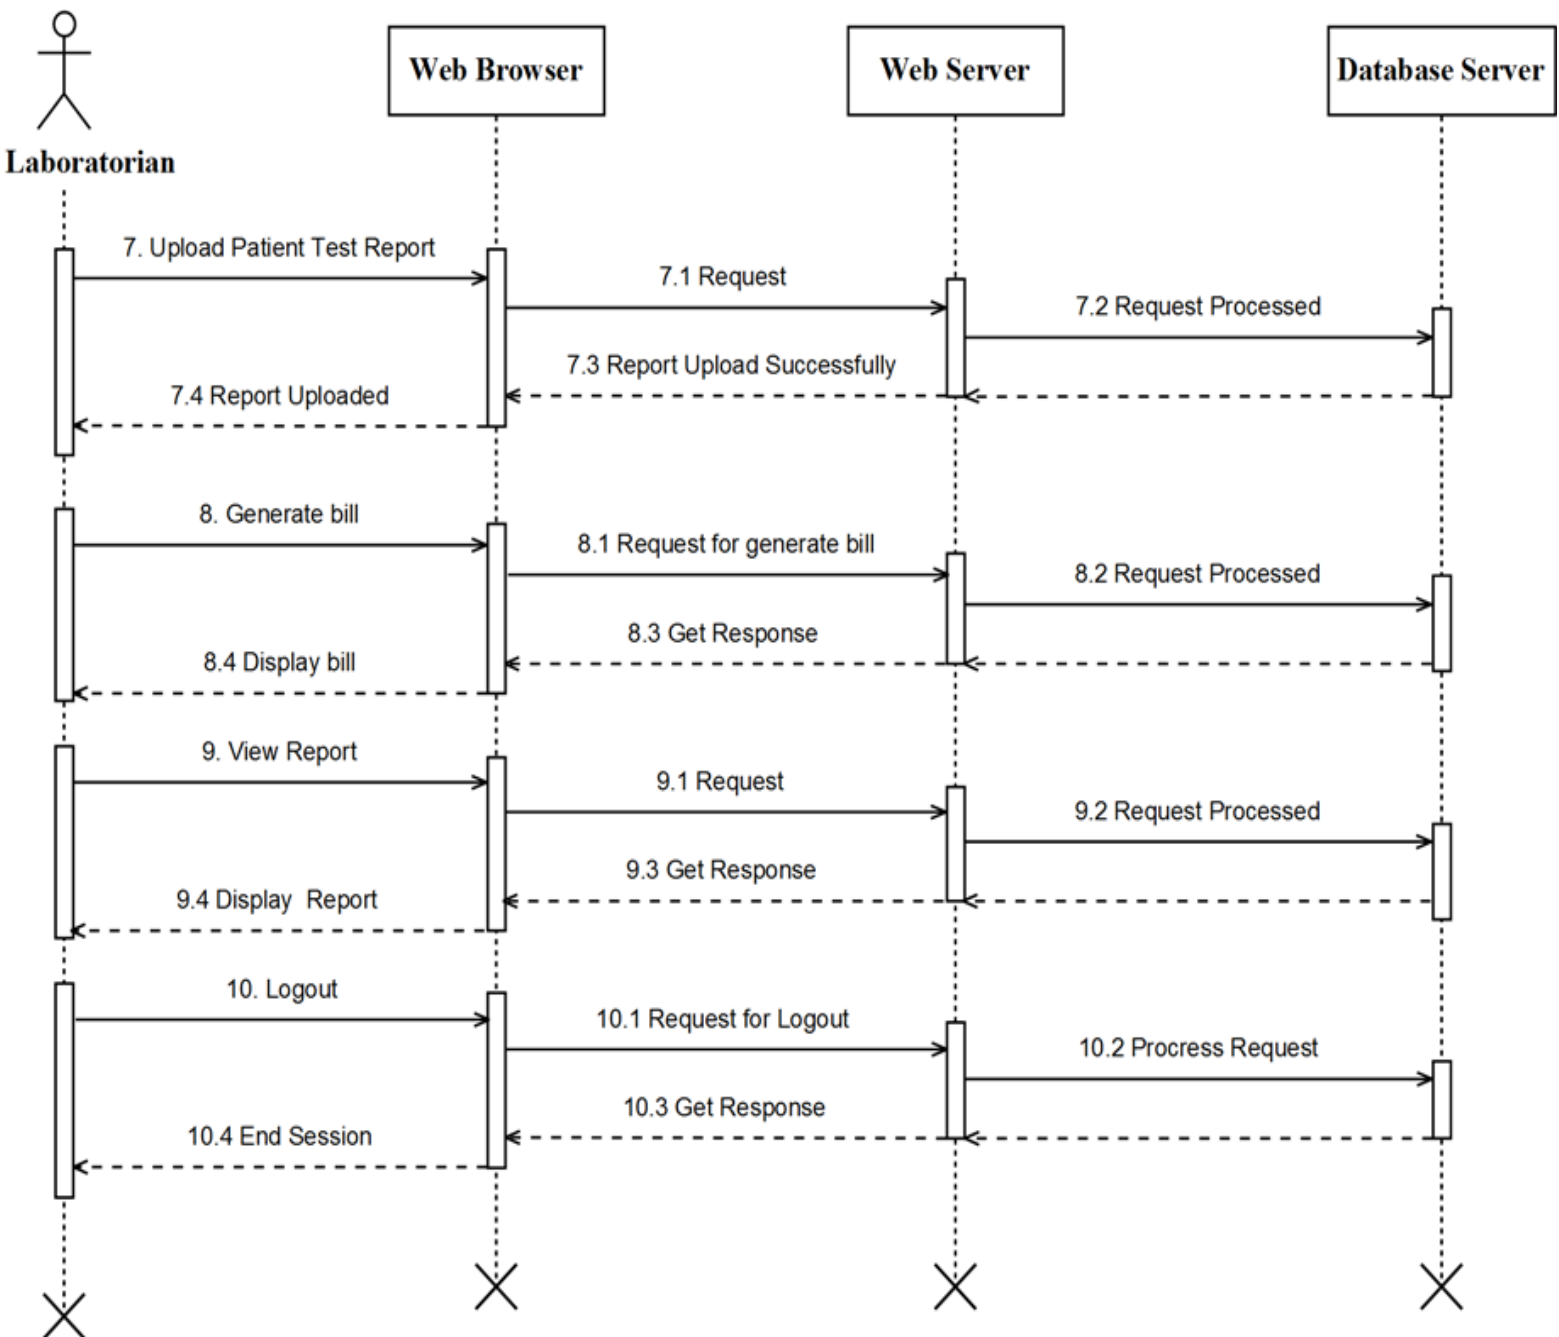 Web Browser
Web Server
Database Server
Laboratorian
7. Upload Patient Test Report
7.1 Request
7.2 Request Processed
7.3 Report Upload Successfully
7.4 Report Uploaded
8. Generate bill
8.1 Request for generate bill
8.2 Request Processed
8.3 Get Response
8.4 Display bill
9. View Report
9.1 Request
9.2 Request Processed
9.3 Get Response
9.4 Display  Report
10. Logout
10.1 Request for Logout
10.2 Procress Request
10.3 Get Response
10.4 End Session